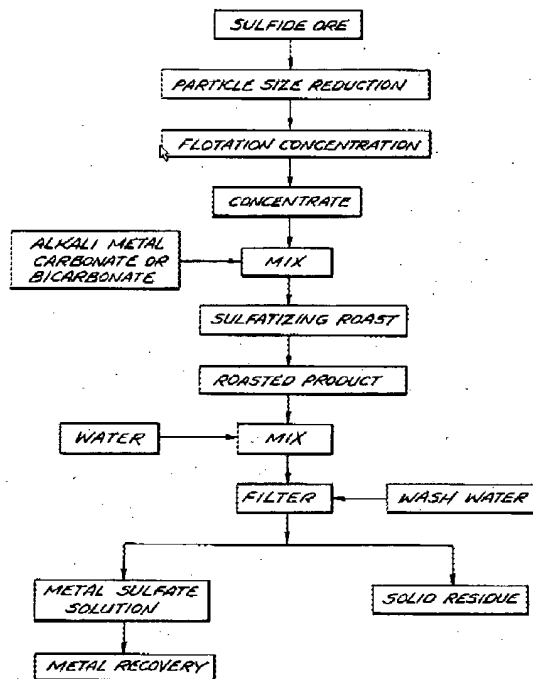 SULFIDE ORE
PARTICLE SIZE REDUCTION
FLOTATION CONCENTRATION
CONCENTRATE
ALKALI METAL
CARBONATE OR
BICARBONATE
MIX
SULFATIZING ROAST
ROASTED PRODUCT
WATER
MIX
FILTER
WASH WATER
METAL SULFATE
SOLUTION
SOLID RESIDUE
METAL RECOVERY